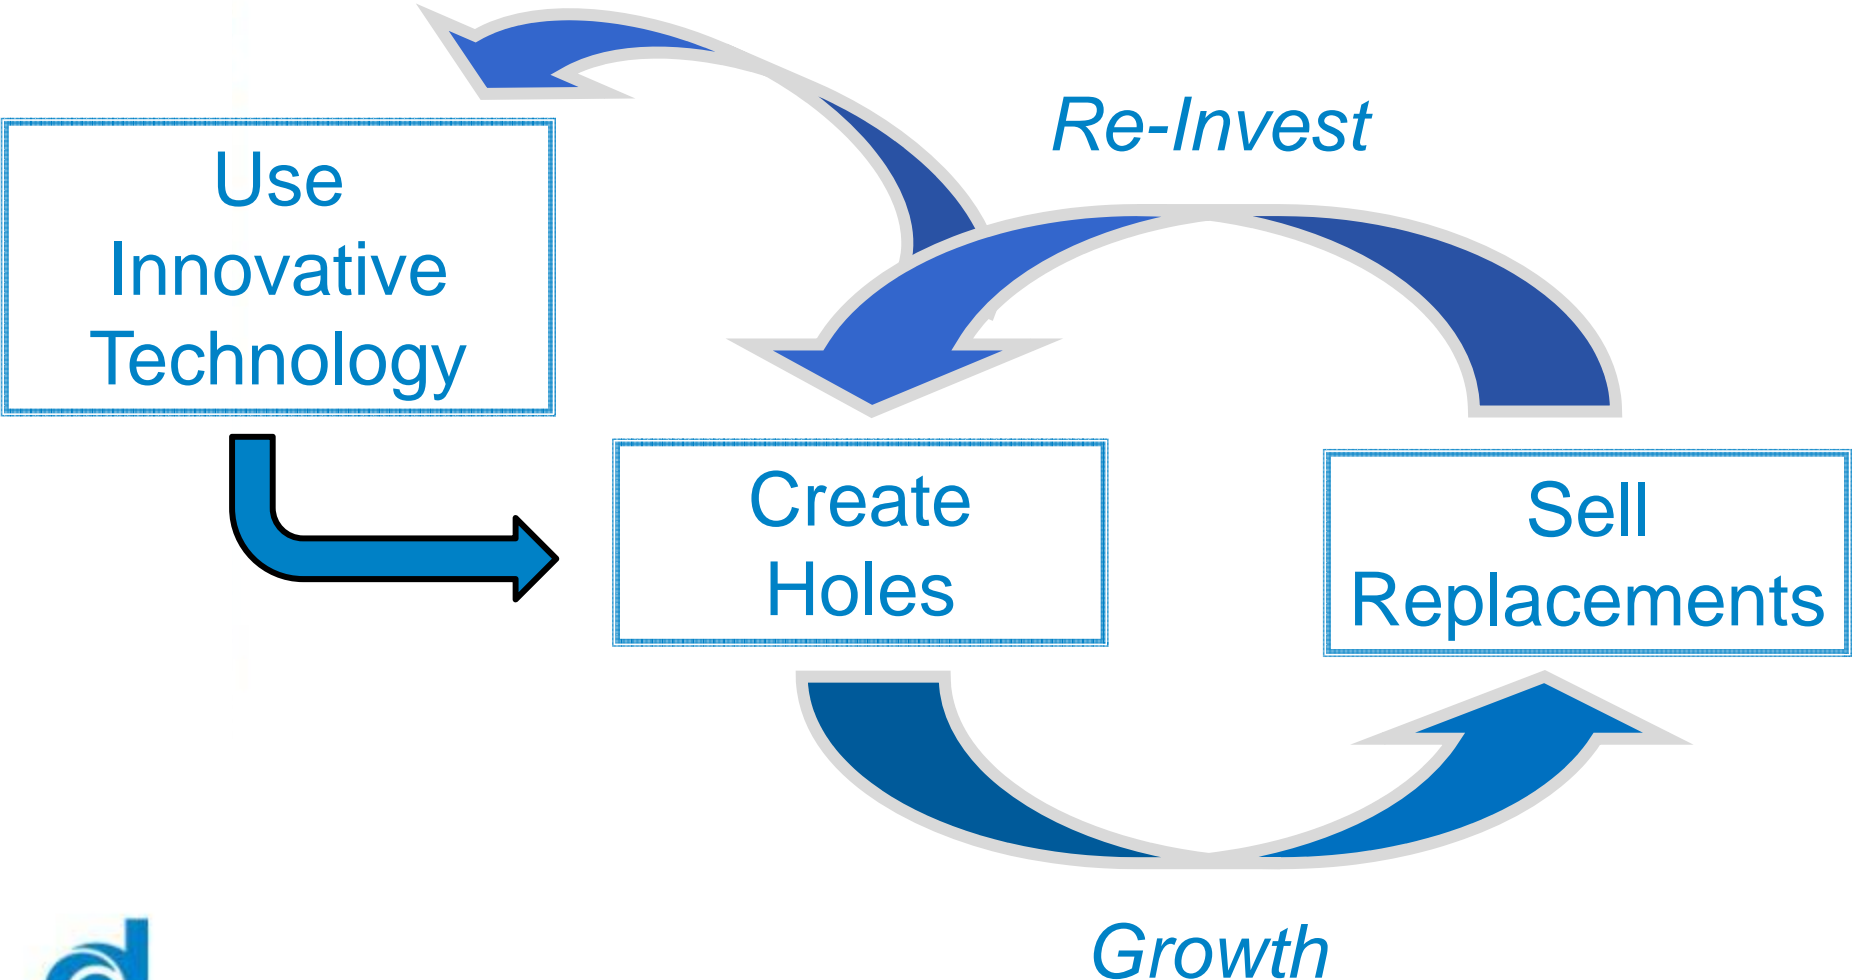 Re-Invest
Use
Innovative
Technology
Create
Holes
Sell
Replacements
Growth